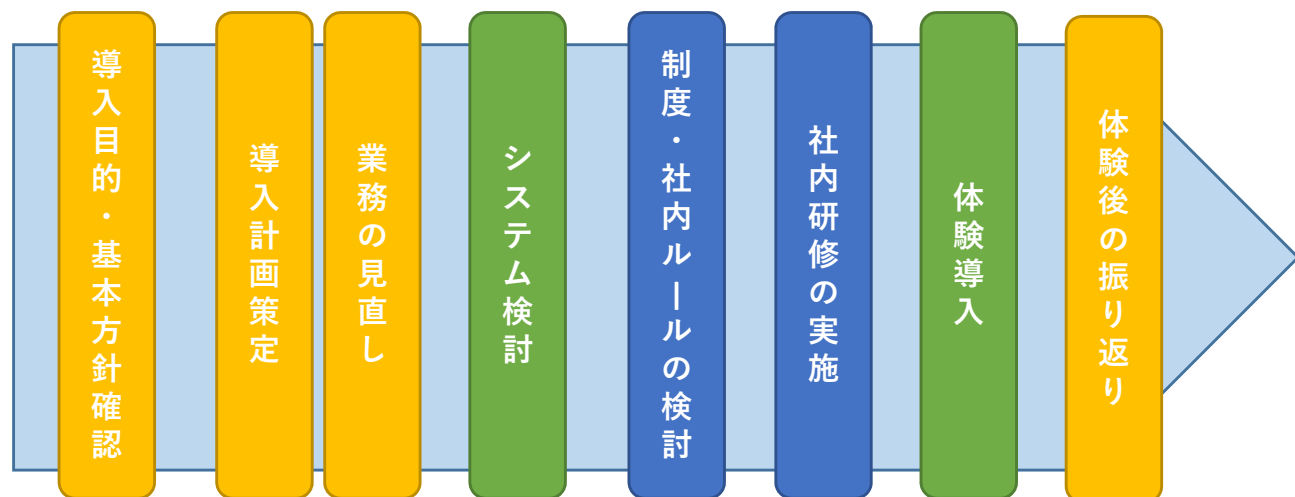 導入目的・基本方針確認
導入計画策定
業務の見直し
システム検討
制度・社内ルールの検討
社内研修の実施
体験導入
体験後の振り返り